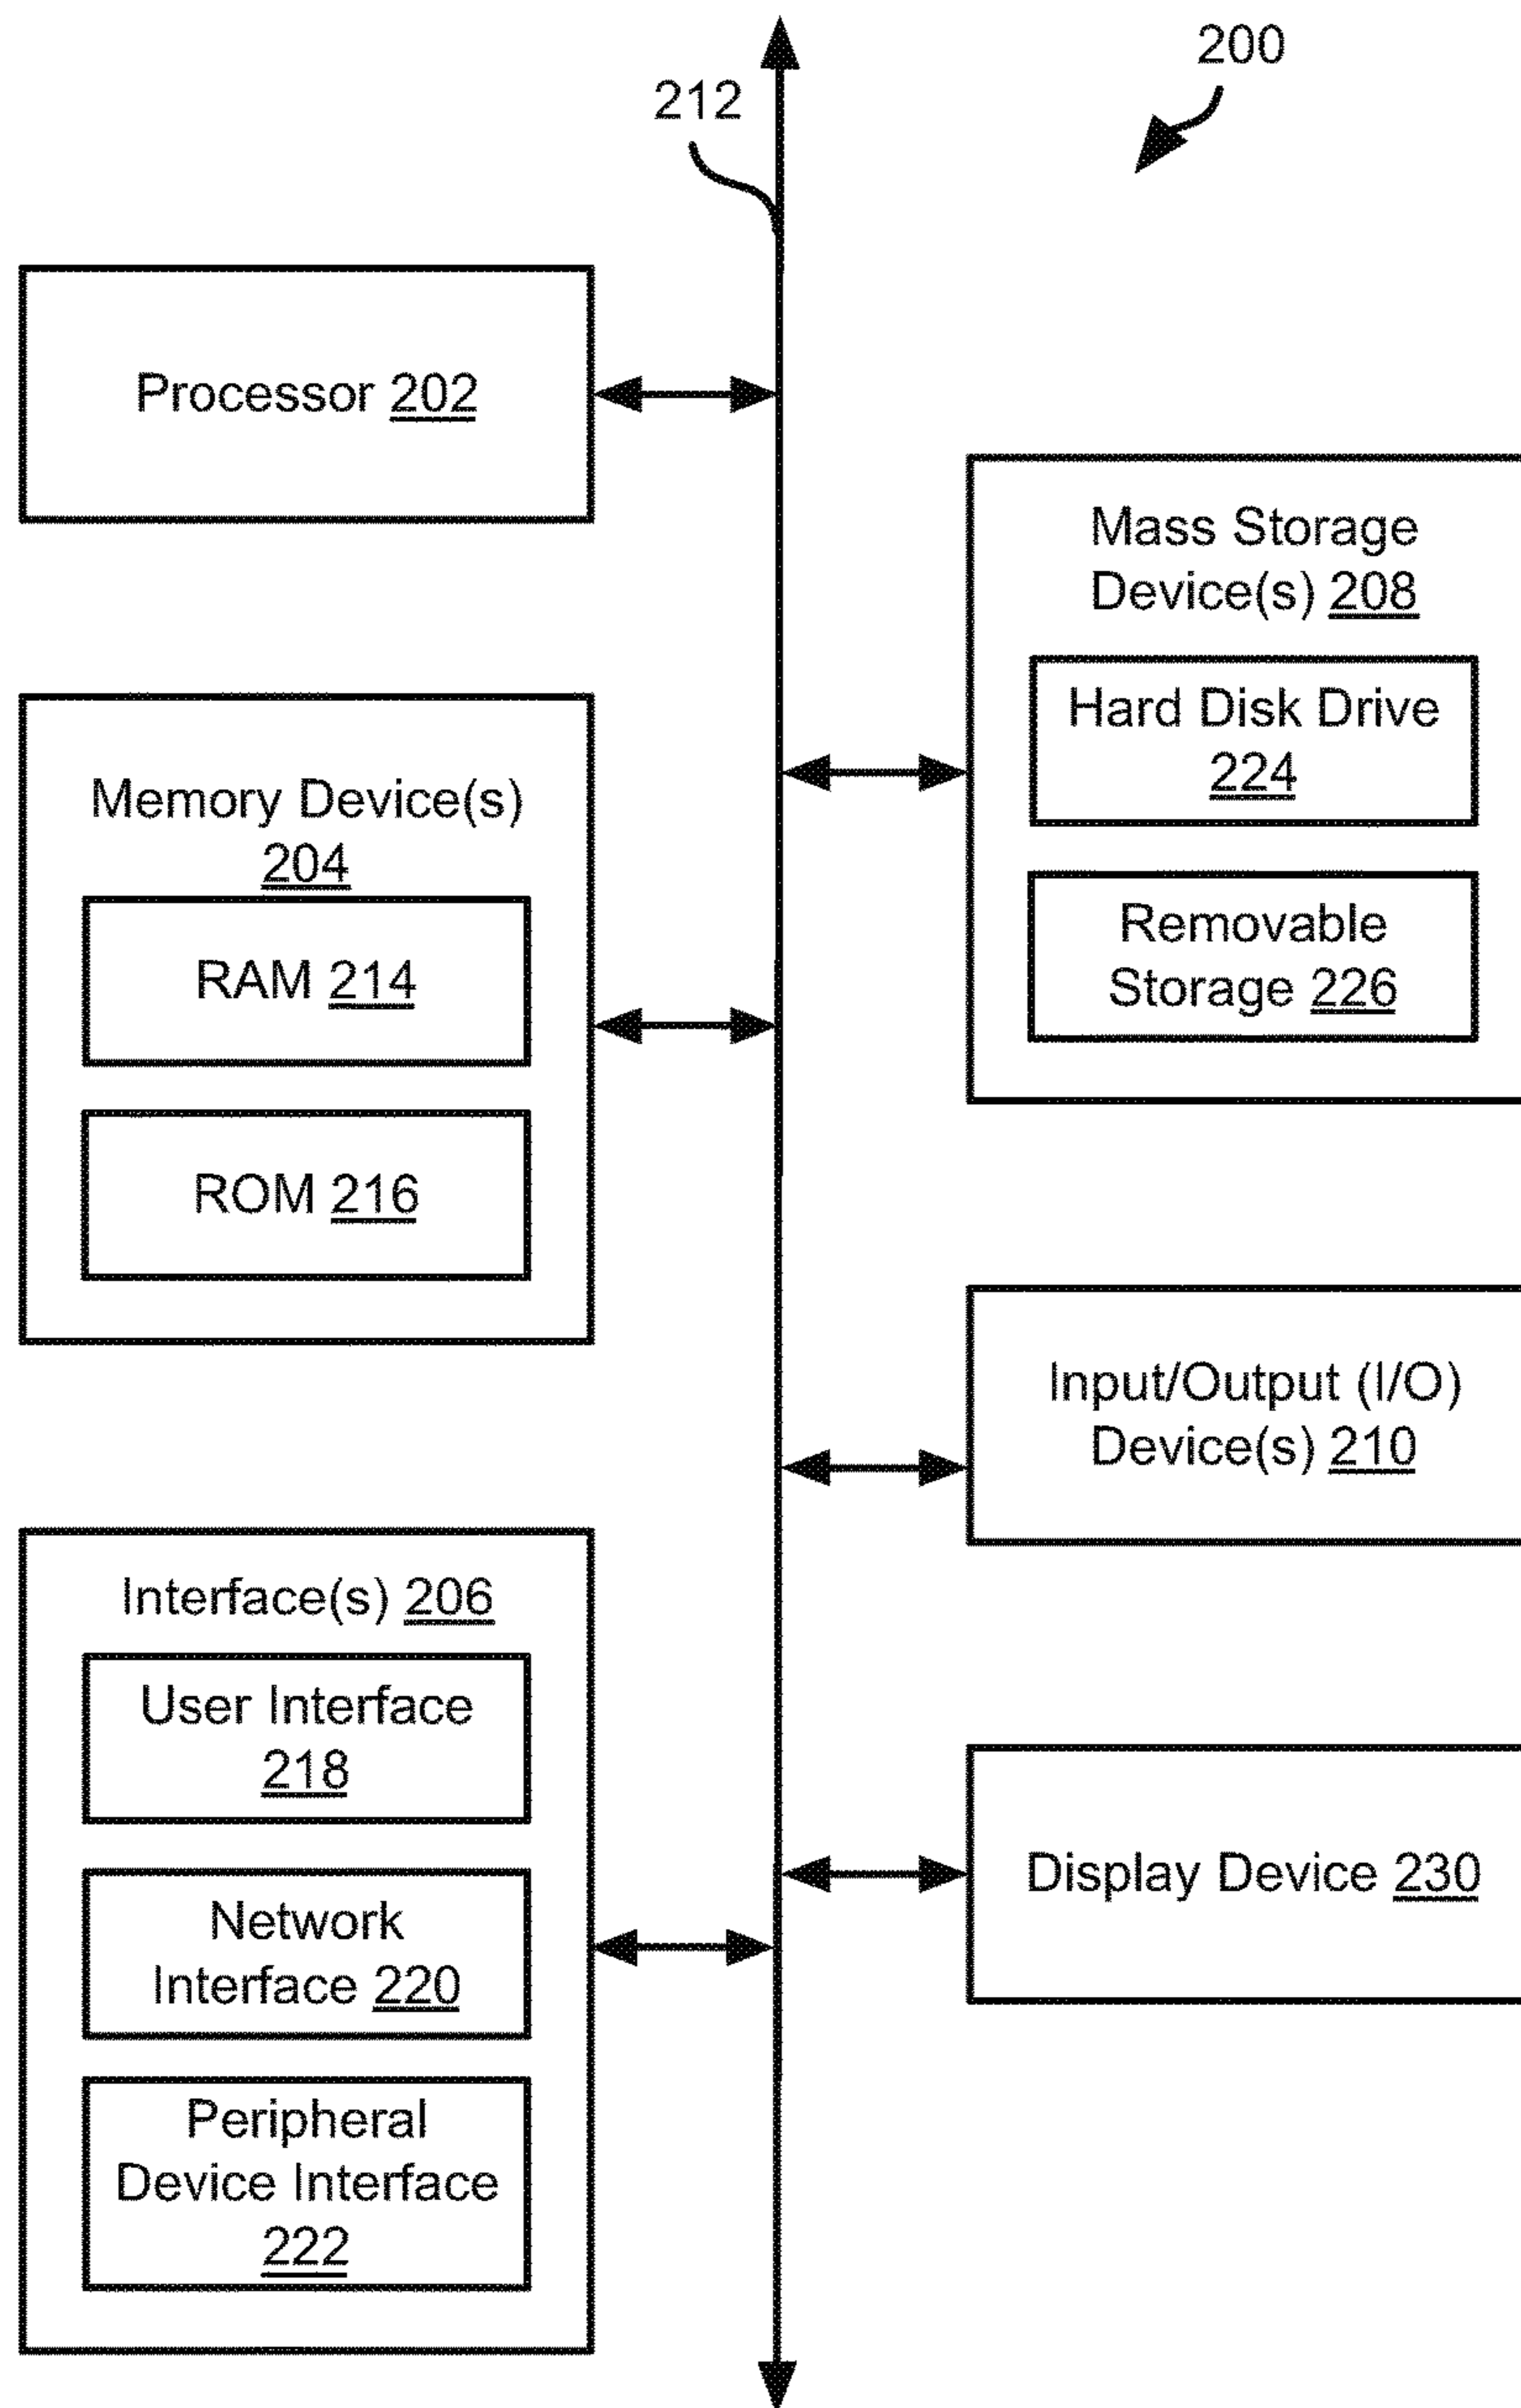 200
212
Processor 202
Mass Storage
Device(s) 208
Hard Disk Drive
224
Removable
Storage 226
Memory Device(s)
204
RAM 214
ROM 216
Input/Output (I/O)
Device(s) 210
Interface(s) 206
User Interface
218
Network
Interface 220
Peripheral
Device Interface
222
Display Device 230